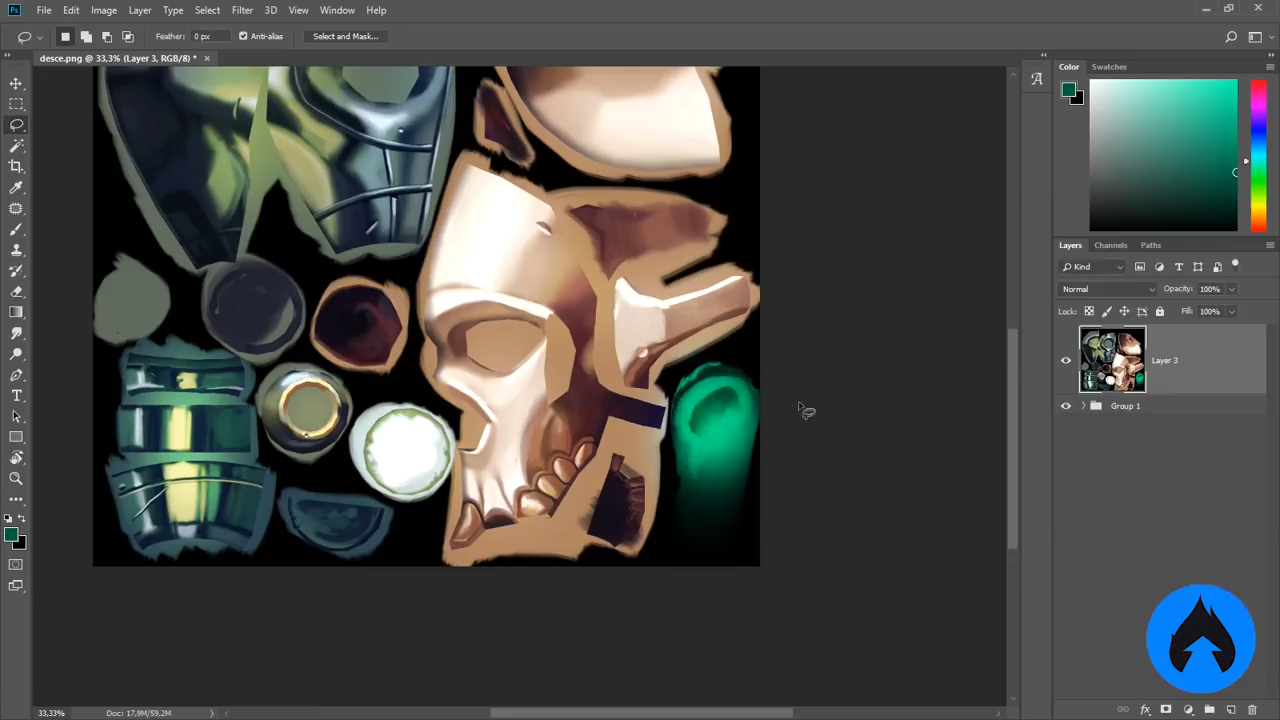 Ps File Edit Image Layer Type Select Filter 3D View Window Help
Feather: 0 px Anti-alias Select and Mask...
desce.png @ 33,3% (Layer 3, RGB/8) *
Color Swatches
Layers Channels Paths
Kind
Normal Opacity: 100%
Lock: Fill: 100%
Layer 3
Group 1
33,33% Doc: 17,9M/59,2M